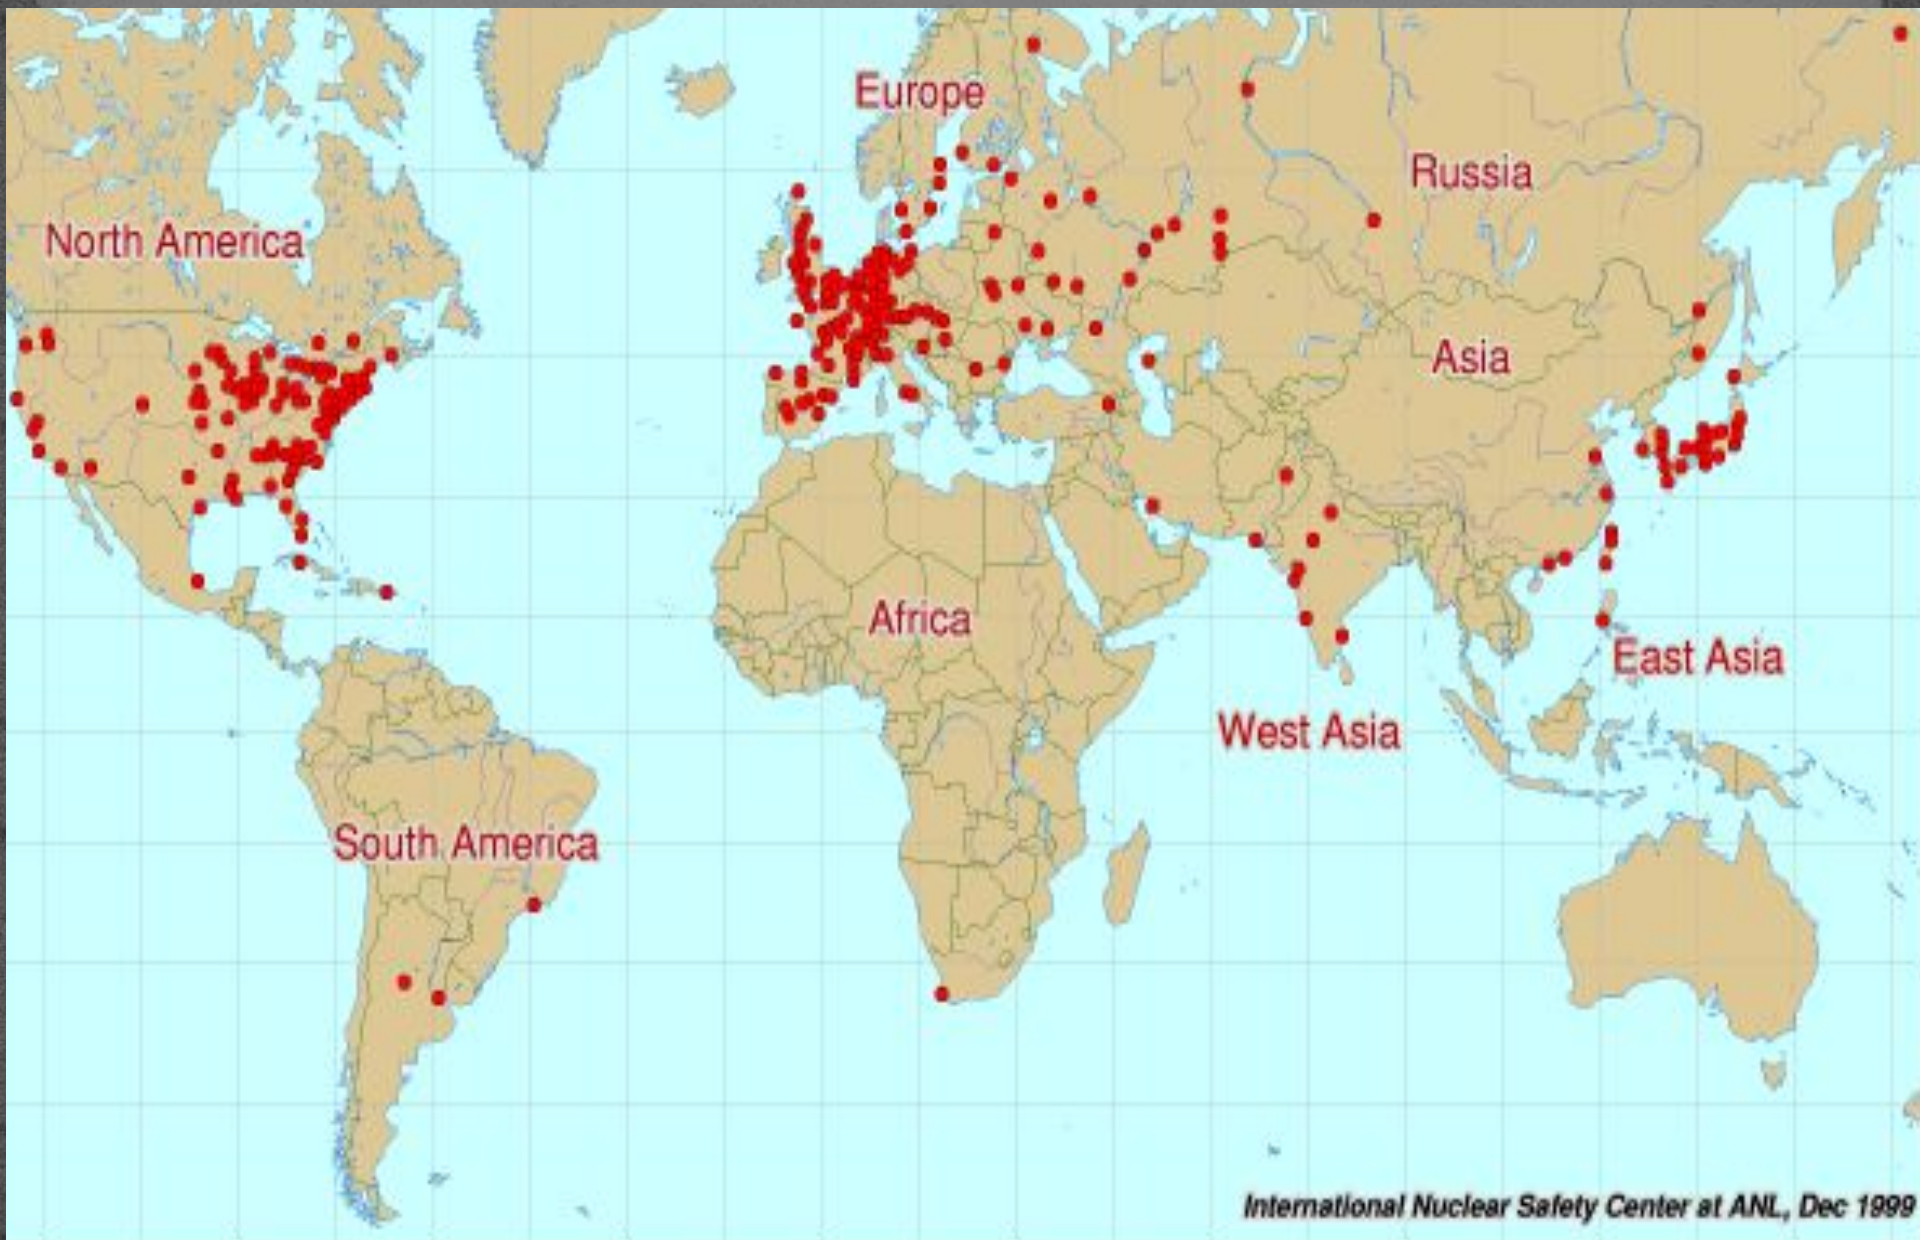 Europe
Russia
North America
Asia
Africa
East Asia
West Asia
South America
International Nuclear Safety Center at ANL, Dec 1999